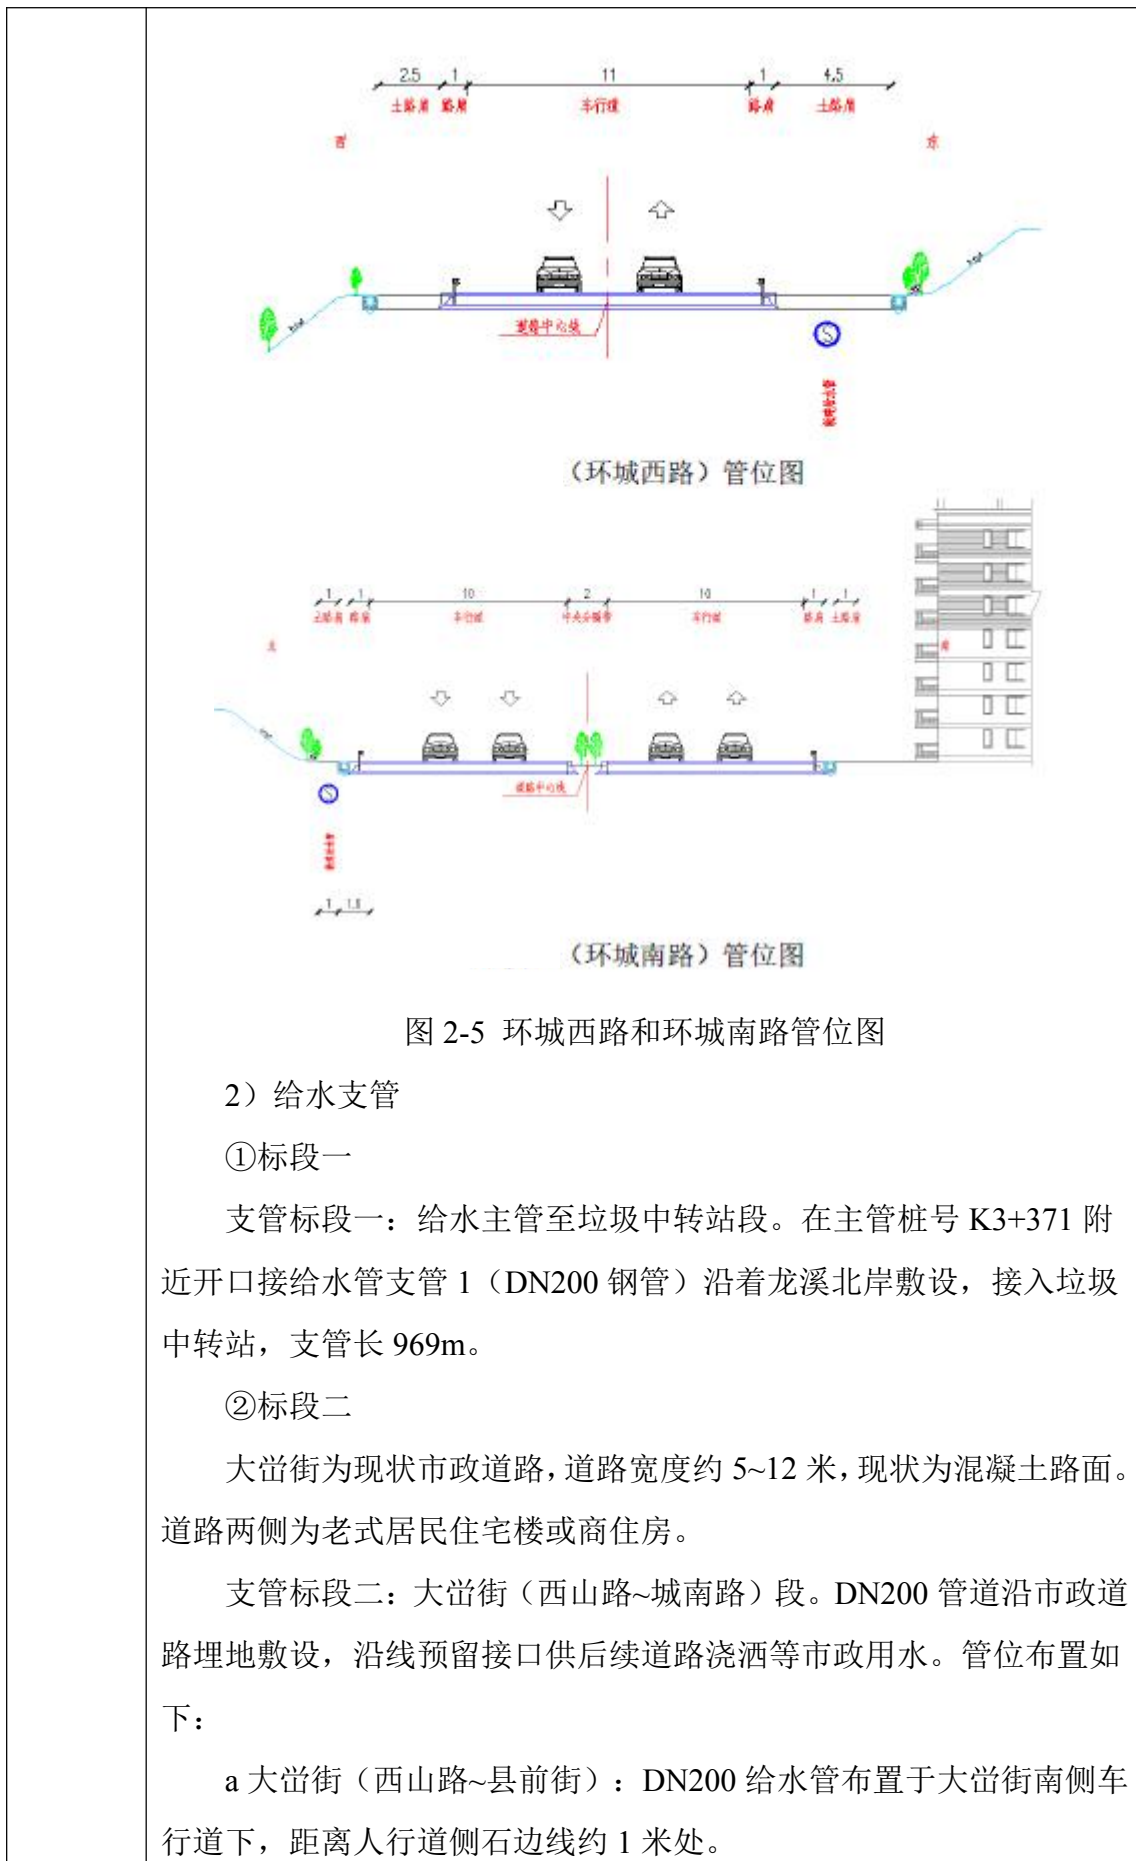 2.5 1 11 1 4.5
土路肩 路肩 车行道 路肩 土路肩
西 东
道路中心线
S
（环城西路）管位图
1 1 10 2 10 1 1
土路肩 路肩 车行道 中央分隔带 车行道 路肩 土路肩
北 南
道路中心线
S
（环城南路）管位图
图 2-5 环城西路和环城南路管位图
2）给水支管
①标段一
支管标段一：给水主管至垃圾中转站段。在主管桩号 K3+371 附
近开口接给水管支管 1（DN200 钢管）沿着龙溪北岸敷设，接入垃圾
中转站，支管长 969m。
②标段二
大峃街为现状市政道路，道路宽度约 5~12 米，现状为混凝土路面。
道路两侧为老式居民住宅楼或商住房。
支管标段二：大峃街（西山路~城南路）段。DN200 管道沿市政道
路埋地敷设，沿线预留接口供后续道路浇洒等市政用水。管位布置如
下：
a 大峃街（西山路~县前街）：DN200 给水管布置于大峃街南侧车
行道下，距离人行道侧石边线约 1 米处。